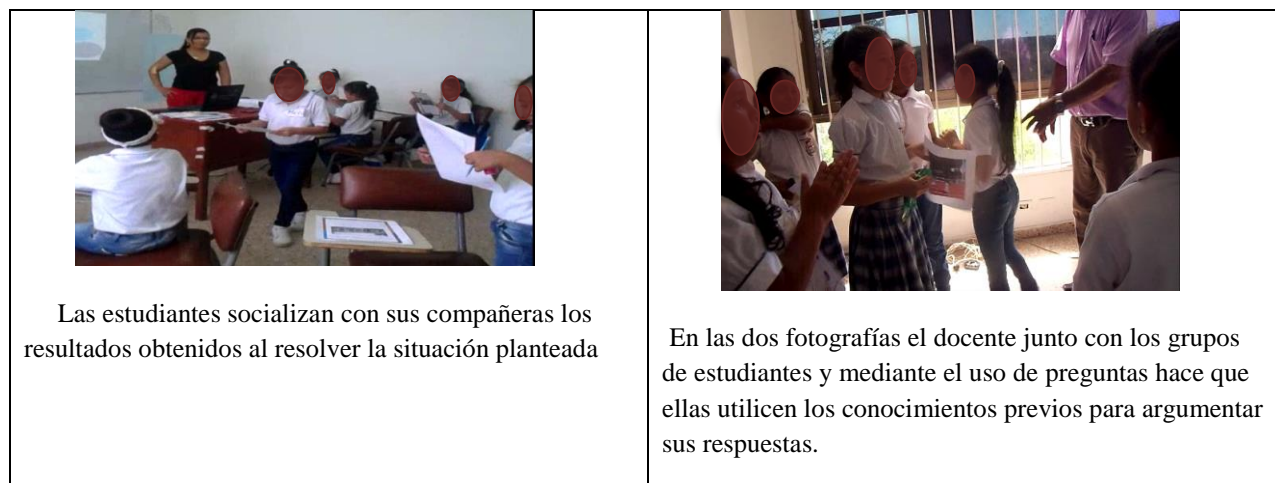 Las estudiantes socializan con sus compañeras los
resultados obtenidos al resolver la situación planteada
En las dos fotografías el docente junto con los grupos
de estudiantes y mediante el uso de preguntas hace que
ellas utilicen los conocimientos previos para argumentar
sus respuestas.